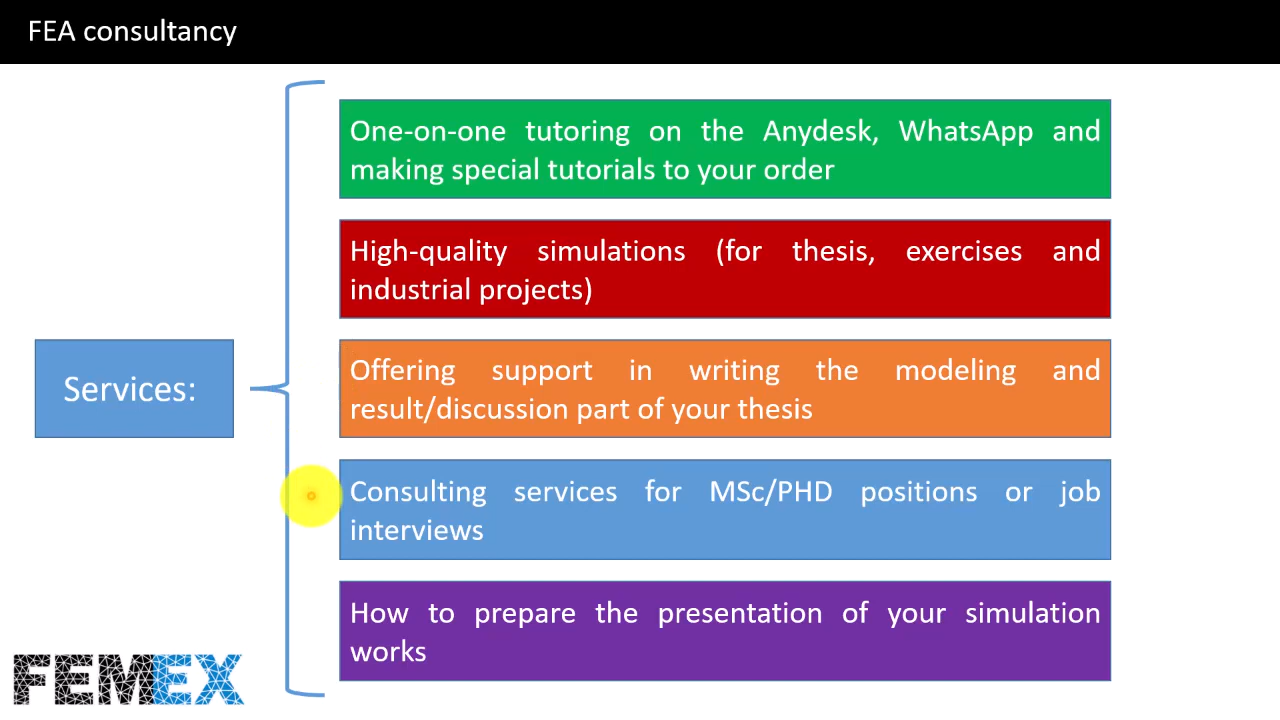 FEA consultancy
One-on-one tutoring on the Anydesk, WhatsApp and
making special tutorials to your order
High-quality simulations (for thesis, exercises and
industrial projects)
Services:
Offering support in writing the modeling and
result/discussion part of your thesis
Consulting services for MSc/PHD positions or job
interviews
How to prepare the presentation of your simulation
works
FEMEX